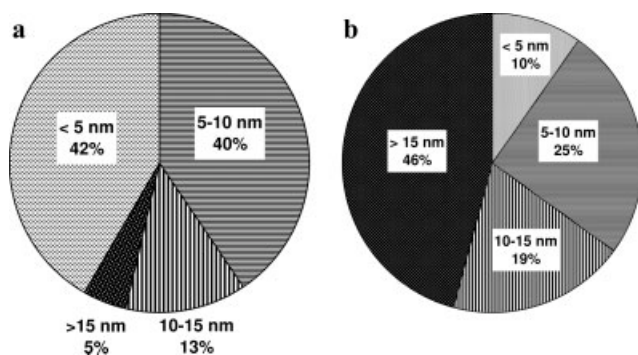 a
< 5 nm
42%
5-10 nm
40%
>15 nm
5%
10-15 nm
13%
b
< 5 nm
10%
> 15 nm
46%
5-10 nm
25%
10-15 nm
19%